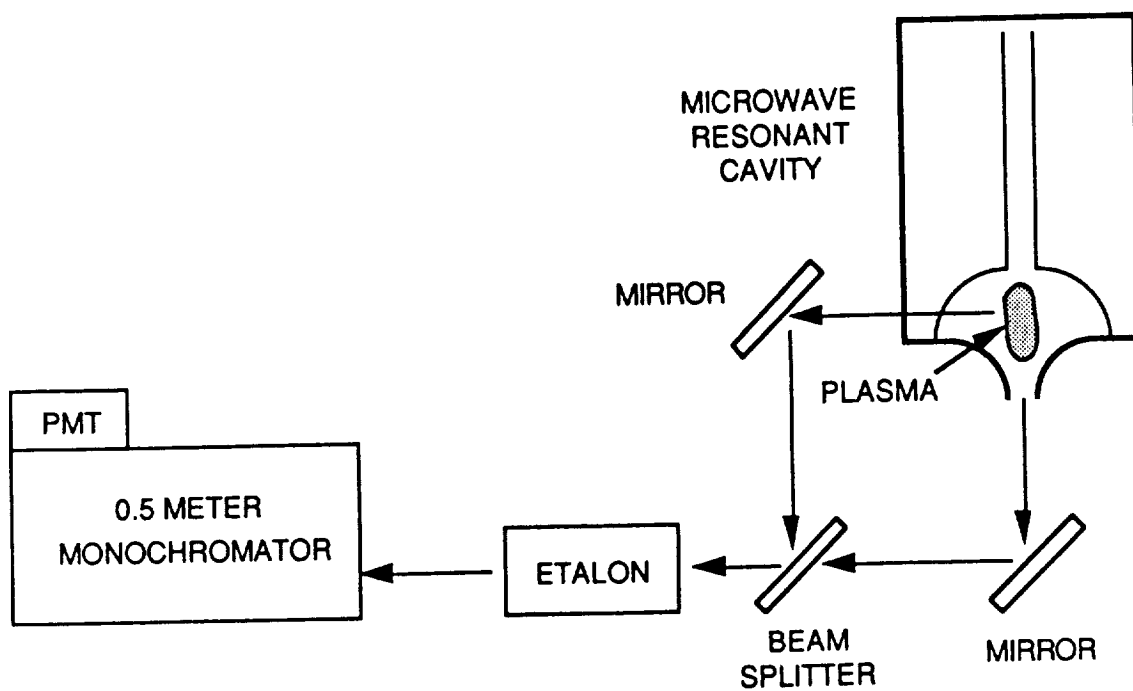 MICROWAVE
RESONANT
CAVITY
MIRROR
PLASMA
PMT
0.5 METER
MONOCHROMATOR
ETALON
BEAM
SPLITTER
MIRROR